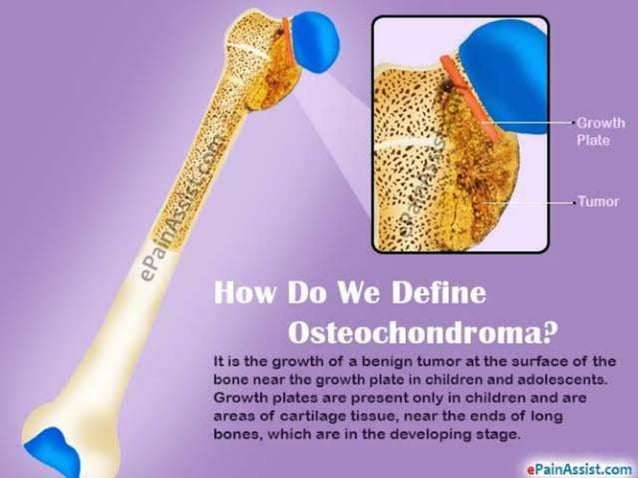 ePainAssist.com
ePainAssist.com
Growth
Plate
Tumor
How Do We Define
Osteochondroma?
It is the growth of a benign tumor at the surface of the
bone near the growth plate in children and adolescents.
Growth plates are present only in children and are
areas of cartilage tissue, near the ends of long
bones, which are in the developing stage.
ePainAssist.com